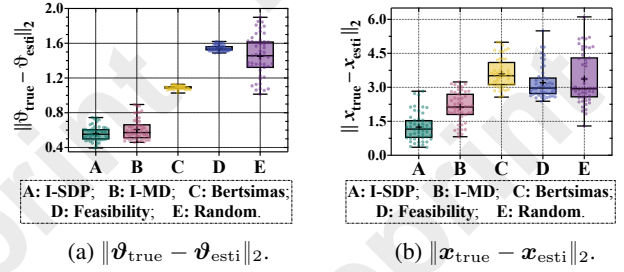 ‖ϑtrue − ϑesti‖2
2.0
1.6
1.2
0.8
0.4
A B C D E
A: I-SDP; B: I-MD; C: Bertsimas;
D: Feasibility; E: Random.
(a) ‖ϑtrue − ϑesti‖2.
‖xtrue − xesti‖2
6.0
4.5
3.0
1.5
0.0
A B C D E
A: I-SDP; B: I-MD; C: Bertsimas;
D: Feasibility; E: Random.
(b) ‖xtrue − xesti‖2.